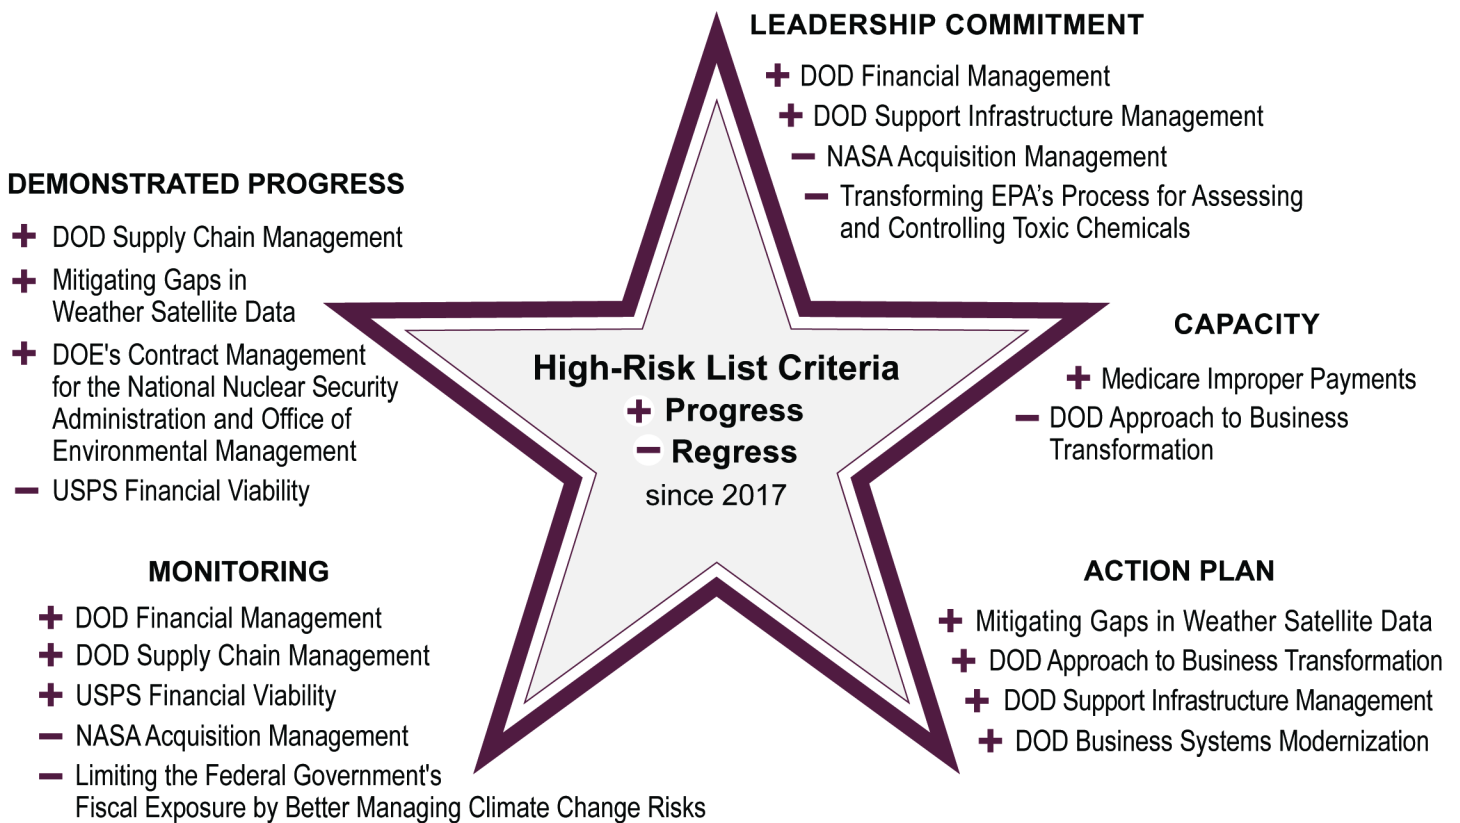 LEADERSHIP COMMITMENT
+ DOD Financial Management
+ DOD Support Infrastructure Management
− NASA Acquisition Management
− Transforming EPA’s Process for Assessing
and Controlling Toxic Chemicals
DEMONSTRATED PROGRESS
+ DOD Supply Chain Management
+ Mitigating Gaps in
Weather Satellite Data
+ DOE's Contract Management
for the National Nuclear Security
Administration and Office of
Environmental Management
− USPS Financial Viability
High-Risk List Criteria
+ Progress
− Regress
since 2017
CAPACITY
+ Medicare Improper Payments
− DOD Approach to Business
Transformation
MONITORING
+ DOD Financial Management
+ DOD Supply Chain Management
+ USPS Financial Viability
− NASA Acquisition Management
− Limiting the Federal Government's
Fiscal Exposure by Better Managing Climate Change Risks
ACTION PLAN
+ Mitigating Gaps in Weather Satellite Data
+ DOD Approach to Business Transformation
+ DOD Support Infrastructure Management
+ DOD Business Systems Modernization